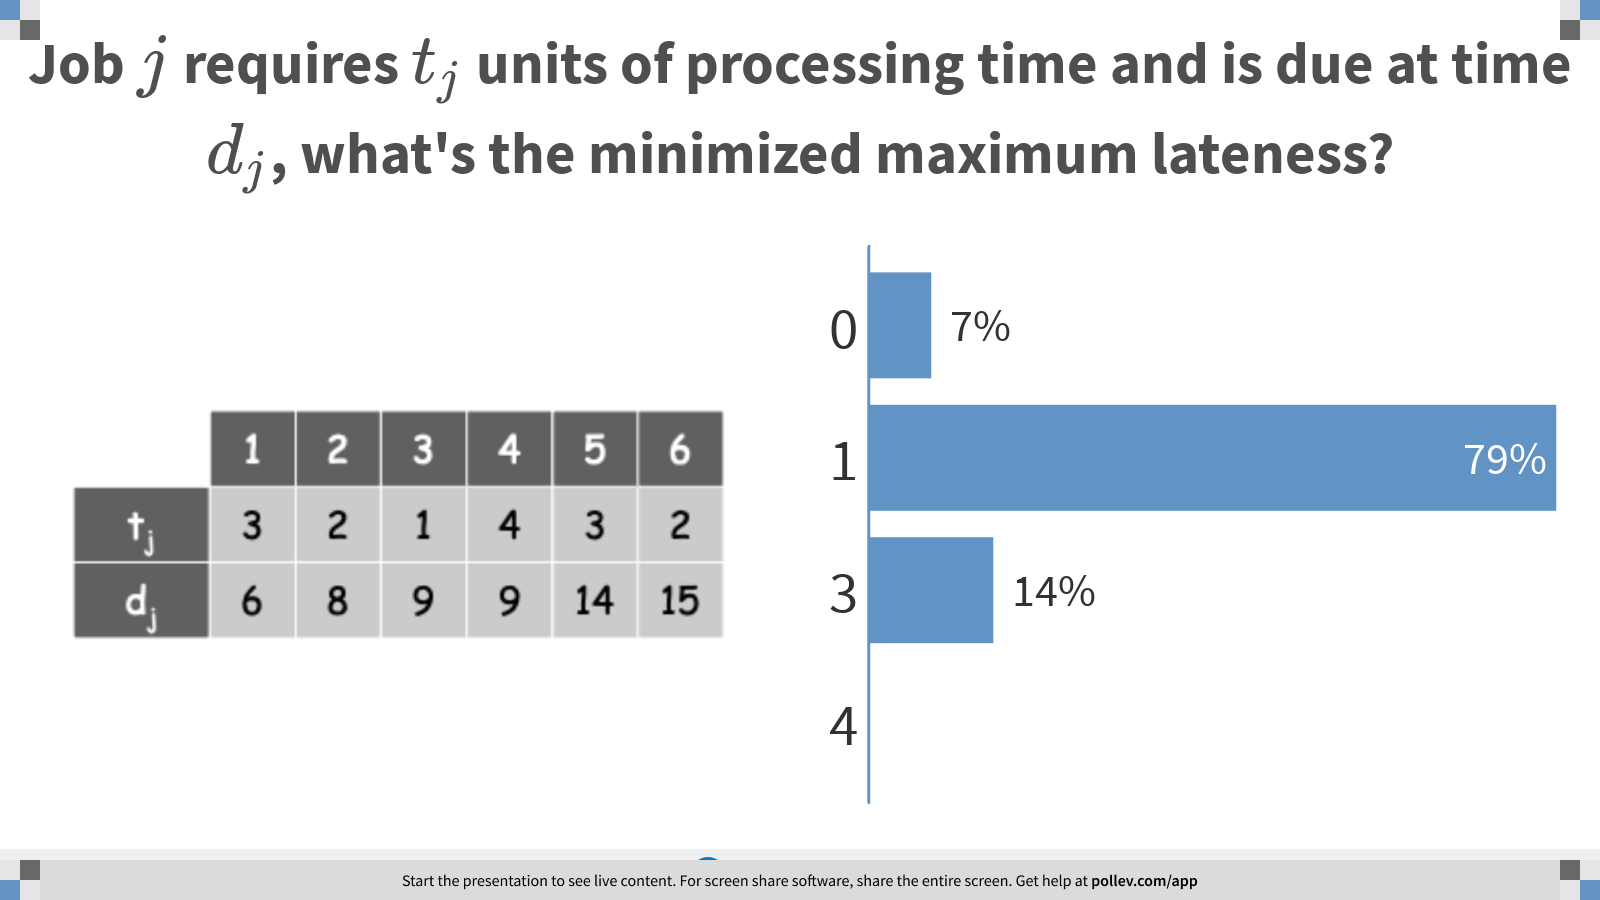 Job j requires t_j units of processing time and is due at time
d_j, what's the minimized maximum lateness?
1 2 3 4 5 6
t_j 3 2 1 4 3 2
d_j 6 8 9 9 14 15
0 7%
1 79%
3 14%
4
Start the presentation to see live content. For screen share software, share the entire screen. Get help at pollev.com/app